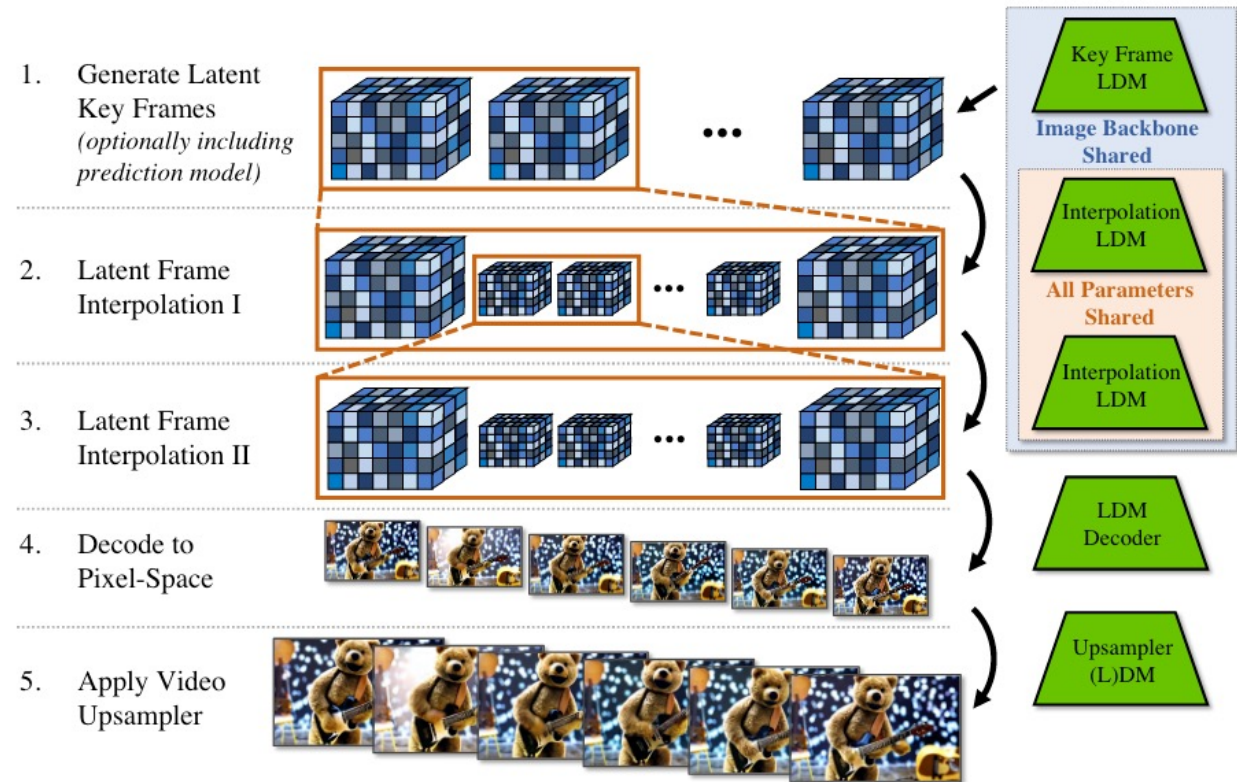 1. Generate Latent
Key Frames
(optionally including
prediction model)
2. Latent Frame
Interpolation I
3. Latent Frame
Interpolation II
4. Decode to
Pixel-Space
5. Apply Video
Upsampler
Key Frame
LDM
Image Backbone
Shared
Interpolation
LDM
All Parameters
Shared
Interpolation
LDM
LDM
Decoder
Upsampler
(L)DM